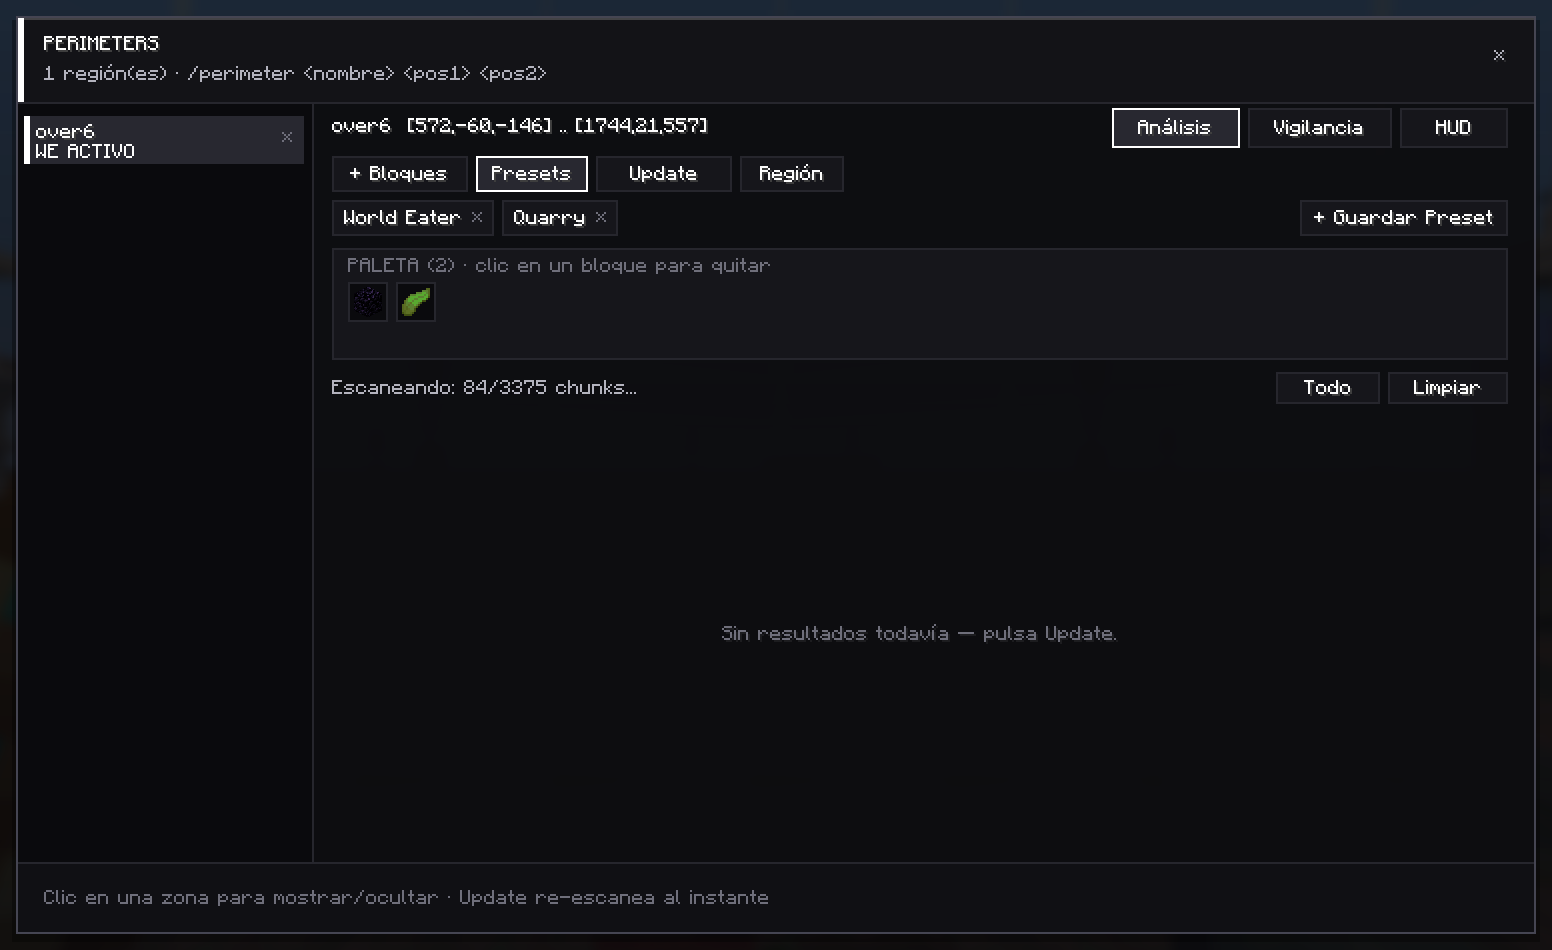 PERIMETERS
1 región(es) · /perimeter <nombre> <pos1> <pos2>
×
over6 ×
WE ACTIVO
over6 [572,-60,-146] .. [1744,21,557]
Análisis Vigilancia HUD
+ Bloques Presets Update Región
World Eater × Quarry × + Guardar Preset
PALETA (2) · clic en un bloque para quitar
Escaneando: 84/3375 chunks...
Todo Limpiar
Sin resultados todavía — pulsa Update.
Clic en una zona para mostrar/ocultar · Update re-escanea al instante